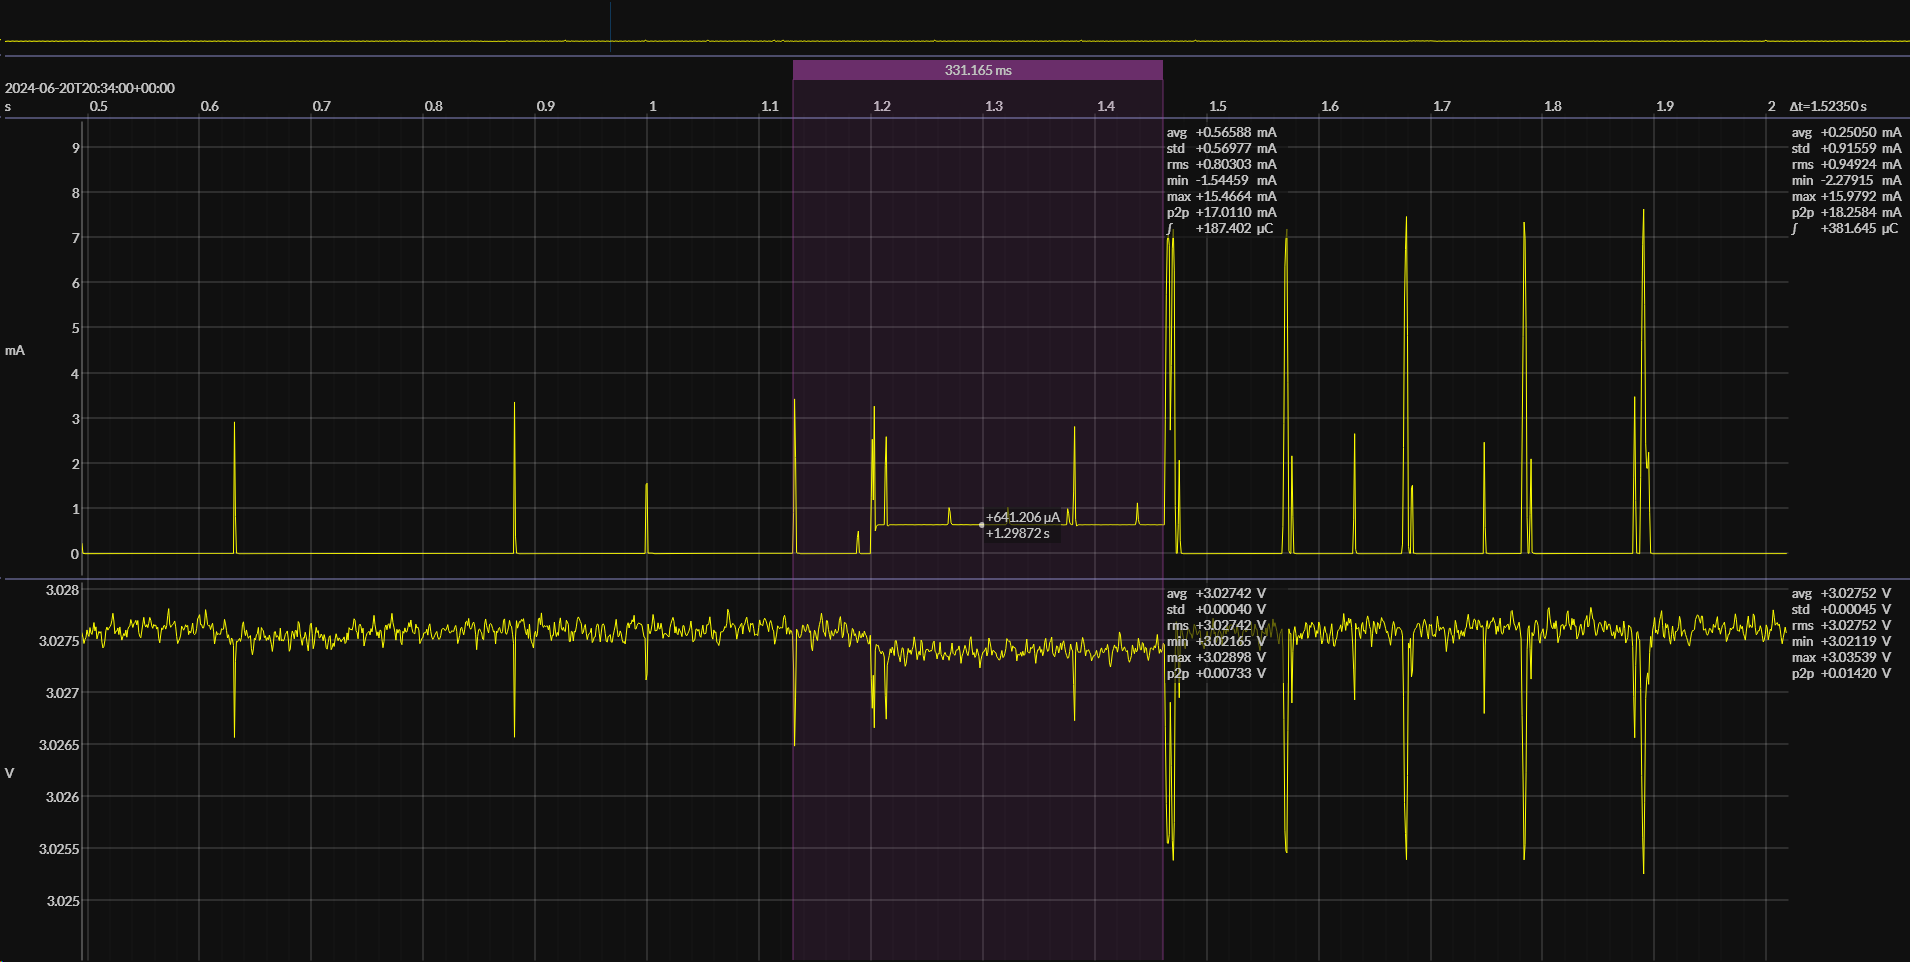 331.165 ms
2024-06-20T20:34:00+00:00
s 0.5 0.6 0.7 0.8 0.9 1 1.1 1.2 1.3 1.4 1.5 1.6 1.7 1.8 1.9 2 Δt=1.52350 s
mA
9
8
7
6
5
4
3
2
1
0
avg +0.56588 mA
std +0.56977 mA
rms +0.80303 mA
min -1.54459 mA
max +15.4664 mA
p2p +17.0110 mA
∫ +187.402 µC
avg +0.25050 mA
std +0.91559 mA
rms +0.94924 mA
min -2.27915 mA
max +15.9792 mA
p2p +18.2584 mA
∫ +381.645 µC
+641.206 µA
+1.29872 s
V
3.028
3.0275
3.027
3.0265
3.026
3.0255
3.025
avg +3.02742 V
std +0.00040 V
rms +3.02742 V
min +3.02165 V
max +3.02898 V
p2p +0.00733 V
avg +3.02752 V
std +0.00045 V
rms +3.02752 V
min +3.02119 V
max +3.03539 V
p2p +0.01420 V